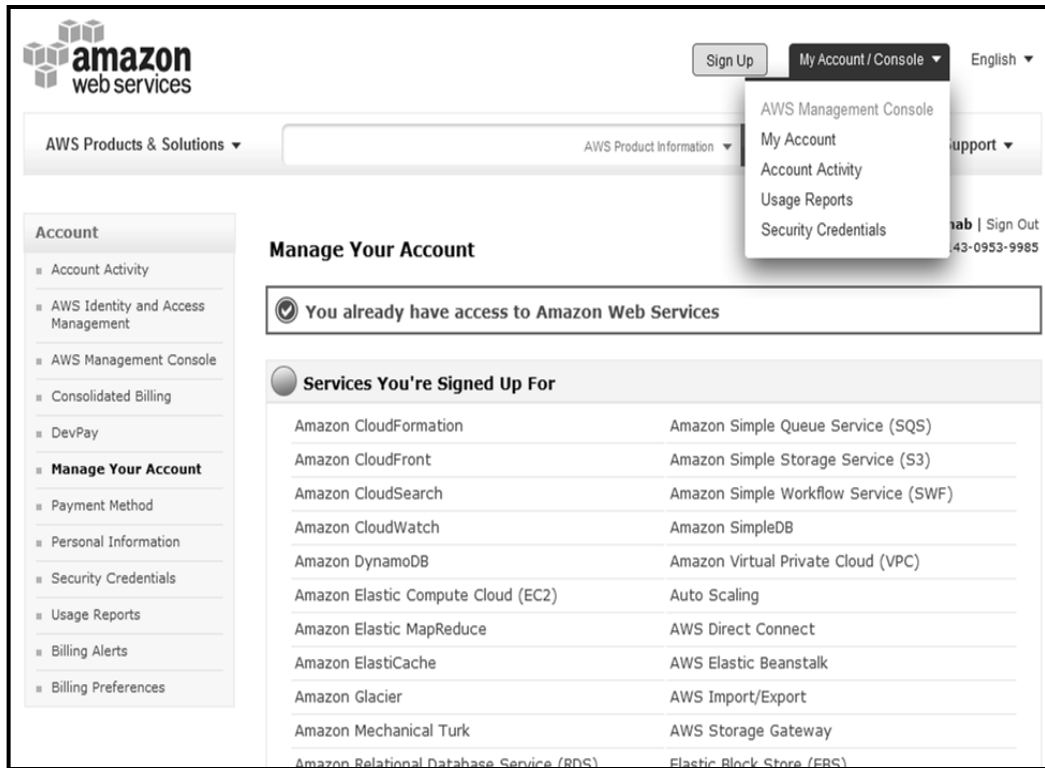 amazon
web services
Sign Up
My Account / Console
English
AWS Management Console
My Account
Account Activity
Usage Reports
Security Credentials
AWS Products & Solutions
AWS Product Information
upport
Account
Account Activity
AWS Identity and Access
Management
AWS Management Console
Consolidated Billing
DevPay
Manage Your Account
Payment Method
Personal Information
Security Credentials
Usage Reports
Billing Alerts
Billing Preferences
nab | Sign Out
43-0953-9985
Manage Your Account
You already have access to Amazon Web Services
Services You're Signed Up For
Amazon CloudFormation
Amazon CloudFront
Amazon CloudSearch
Amazon CloudWatch
Amazon DynamoDB
Amazon Elastic Compute Cloud (EC2)
Amazon Elastic MapReduce
Amazon ElastiCache
Amazon Glacier
Amazon Mechanical Turk
Amazon Relational Database Service (RDS)
Amazon Simple Queue Service (SQS)
Amazon Simple Storage Service (S3)
Amazon Simple Workflow Service (SWF)
Amazon SimpleDB
Amazon Virtual Private Cloud (VPC)
Auto Scaling
AWS Direct Connect
AWS Elastic Beanstalk
AWS Import/Export
AWS Storage Gateway
Elastic Block Store (EBS)